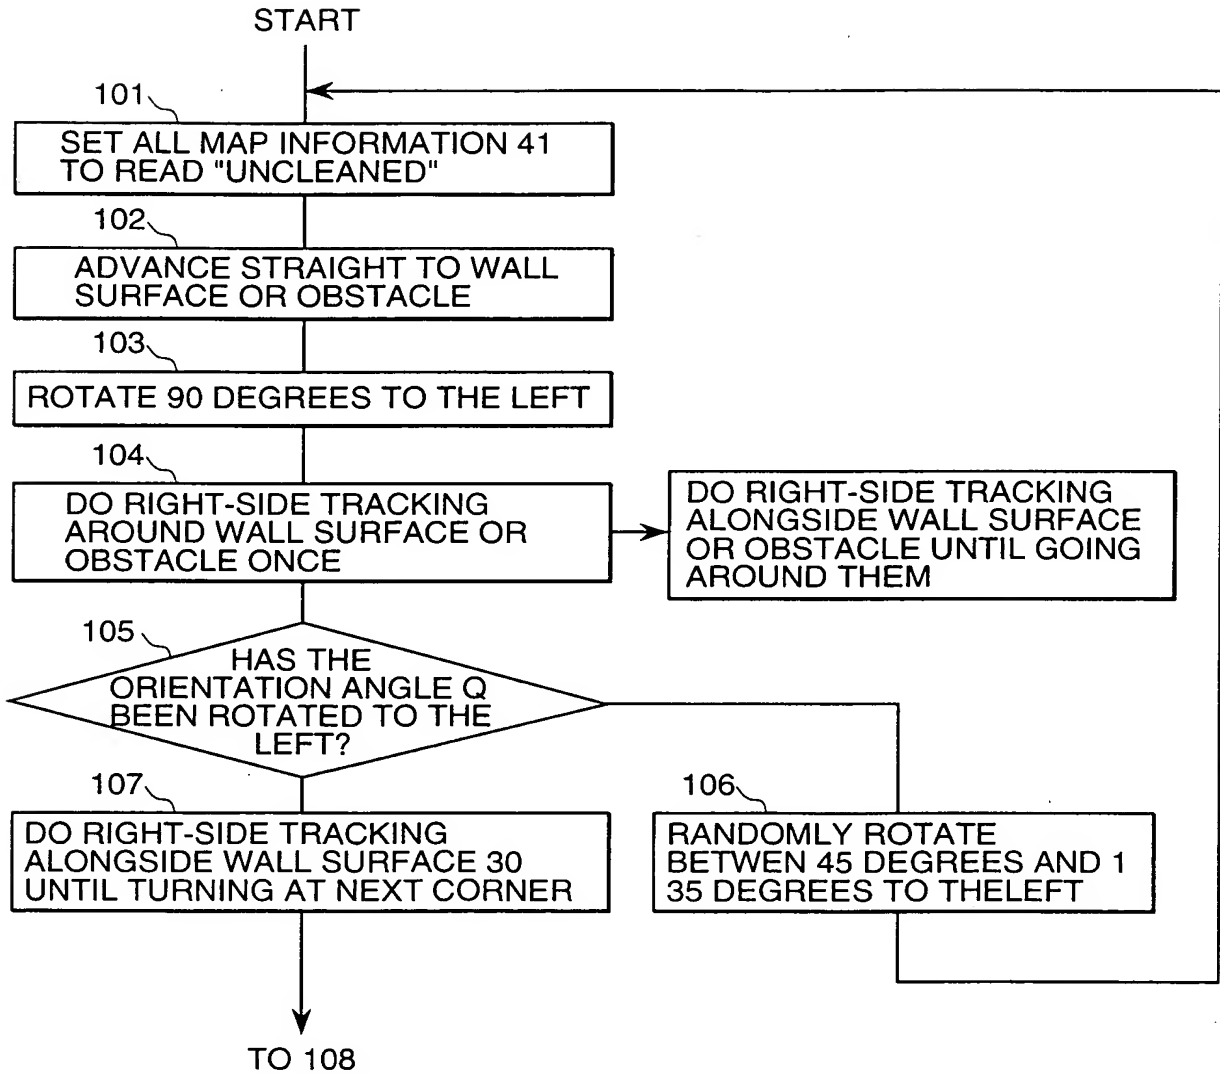 START
101
SET ALL MAP INFORMATION 41
TO READ "UNCLEANED"
102
ADVANCE STRAIGHT TO WALL
SURFACE OR OBSTACLE
103
ROTATE 90 DEGREES TO THE LEFT
104
DO RIGHT-SIDE TRACKING
AROUND WALL SURFACE OR
OBSTACLE ONCE
DO RIGHT-SIDE TRACKING
ALONGSIDE WALL SURFACE
OR OBSTACLE UNTIL GOING
AROUND THEM
105
HAS THE
ORIENTATION ANGLE Q
BEEN ROTATED TO THE
LEFT?
107
DO RIGHT-SIDE TRACKING
ALONGSIDE WALL SURFACE 30
UNTIL TURNING AT NEXT CORNER
106
RANDOMLY ROTATE
BETWEN 45 DEGREES AND 1
35 DEGREES TO THELEFT
TO 108